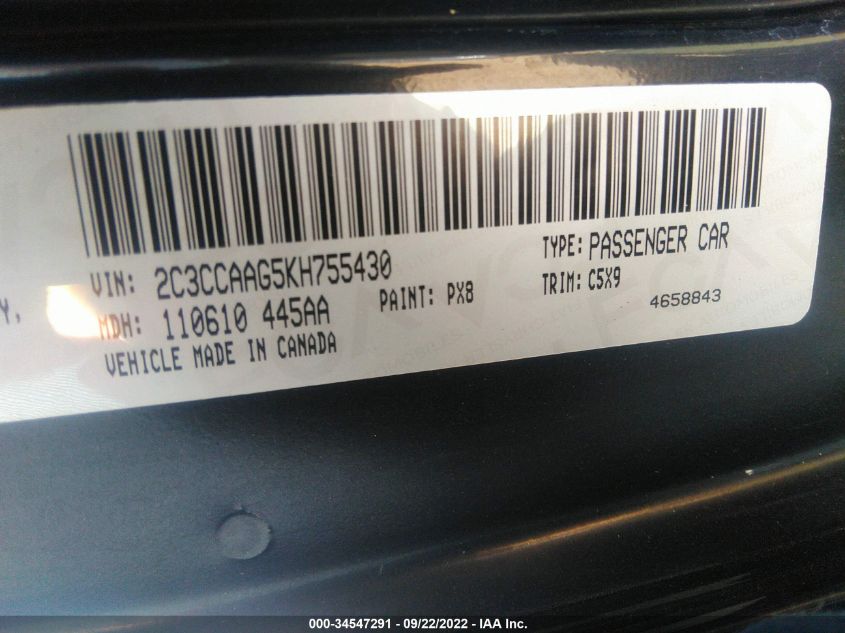 VIN: 2C3CCAAG5KH755430
TYPE: PASSENGER CAR
Y,
MDH: 110610 445AA
PAINT: PX8
TRIM: C5X9
4658843
VEHICLE MADE IN CANADA
000-34547291 - 09/22/2022 - IAA Inc.